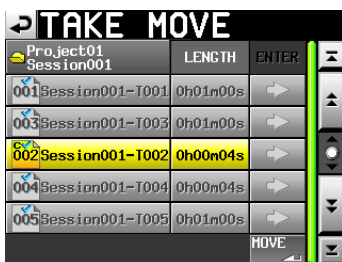 TAKE MOVE
Project01
Session001
LENGTH
ENTER
001 Session001-T001 0h01m00s
003 Session001-T003 0h01m00s
C 002 Session001-T002 0h00m04s
004 Session001-T004 0h00m04s
005 Session001-T005 0h01m00s
MOVE